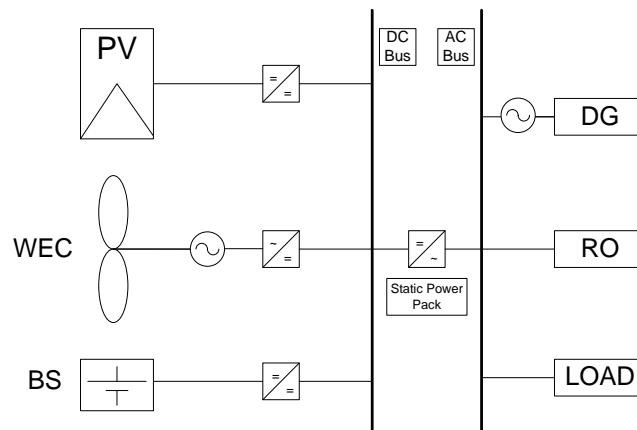 PV
DC
Bus
AC
Bus
=
=
DG
WEC
~
=
=
~
RO
Static Power
Pack
BS
=
=
LOAD